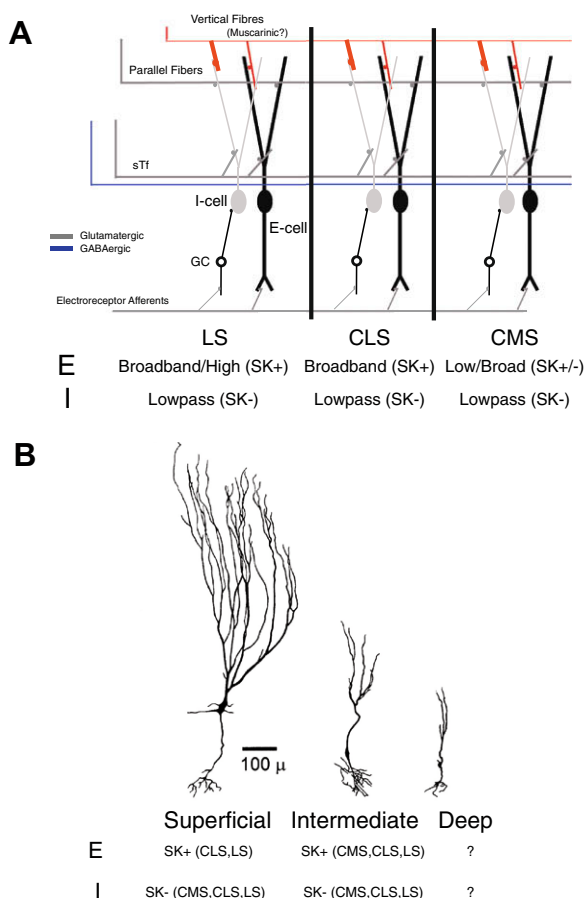 A
Vertical Fibres
(Muscarinic?)
Parallel Fibers
sTf
I-cell
E-cell
Glutamatergic
GABAergic
GC
Electroreceptor Afferents
LS CLS CMS
E Broadband/High (SK+) Broadband (SK+) Low/Broad (SK+/-)
I Lowpass (SK-) Lowpass (SK-) Lowpass (SK-)
B
100 μ
Superficial Intermediate Deep
E SK+ (CLS,LS) SK+ (CMS,CLS,LS) ?
I SK- (CMS,CLS,LS) SK- (CMS,CLS,LS) ?